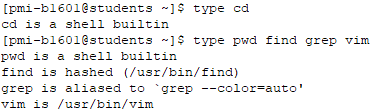 [pmi-b1601@students ~]$ type cd
cd is a shell builtin
[pmi-b1601@students ~]$ type pwd find grep vim
pwd is a shell builtin
find is hashed (/usr/bin/find)
grep is aliased to `grep --color=auto'
vim is /usr/bin/vim